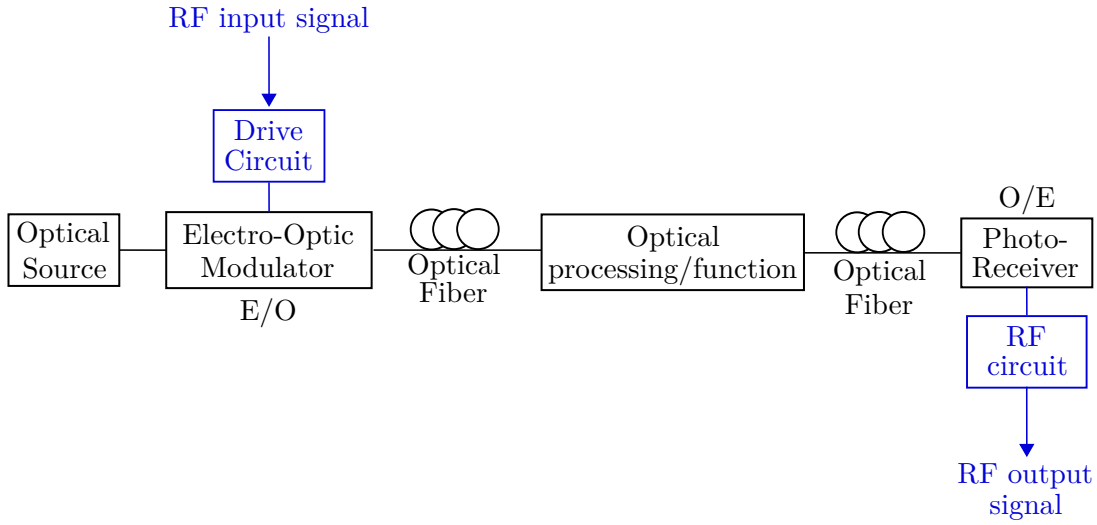 RF input signal
Drive
Circuit
Optical
Source
Electro-Optic
Modulator
E/O
Optical
Fiber
Optical
processing/function
Optical
Fiber
O/E
Photo-
Receiver
RF
circuit
RF output
signal